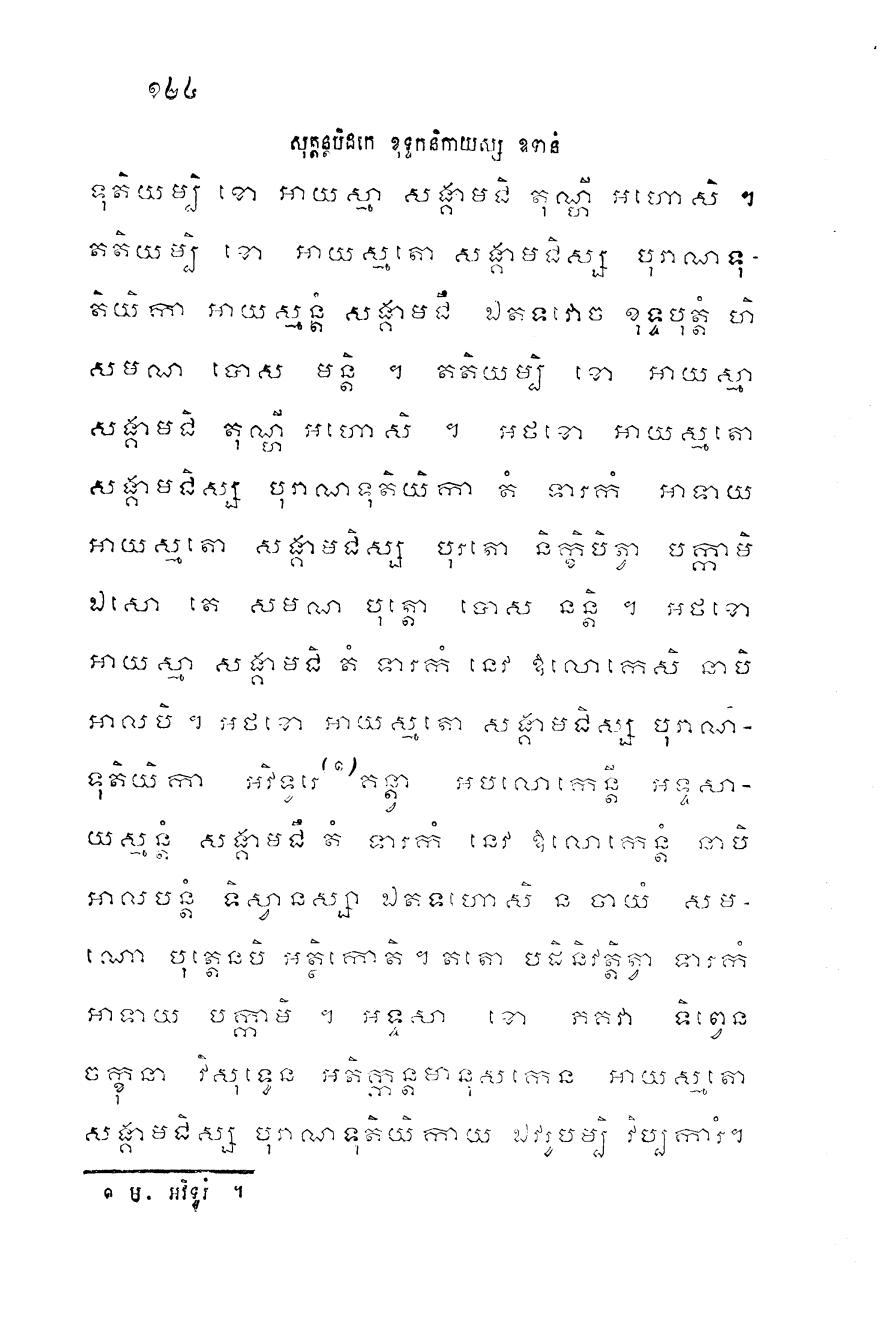 ១៤៤
សុត្តន្តបិដកេ ខុទ្ទកនិកាយស្ស ឧទានំ
ទុតិយម្បិ ខោ អាយស្មា សង្គាមជិ តុណ្ហី អហោសិ ។
តតិយម្បិ ខោ អាយស្មតោ សង្គាមជិស្ស បុរាណទុ-
តិយិកា អាយស្មន្តំ សង្គាមជឹ ឯតទវោច ខុទ្ទបុត្តំ ហិ
សមណ បោស មន្តិ ។ តតិយម្បិ ខោ អាយស្មា
សង្គាមជិ តុណ្ហី អហោសិ ។ អថខោ អាយស្មតោ
សង្គាមជិស្ស បុរាណទុតិយិកា តំ ទារកំ អាទាយ
អាយស្មតោ សង្គាមជិស្ស បុរតោ និក្ខិបិត្វា បក្កាមិ
ឯសោ តេ សមណ បុត្តោ បោស នន្តិ ។ អថខោ
អាយស្មា សង្គាមជិ តំ ទារកំ នេវ ឱលោកេសិ នាបិ
អាលបិ ។ អថខោ អាយស្មតោ សង្គាមជិស្ស បុរាណ-
ទុតិយិកា អវិទូរេ(១)គន្ត្វា អបលោកេន្តី អទ្ទសា-
យស្មន្តំ សង្គាមជឹ តំ ទារកំ នេវ ឱលោកេន្តំ នាបិ
អាលបន្តំ ទិស្វានស្សា ឯតទហោសិ ន ចាយំ សម-
ណោ បុត្តេនបិ អត្ថិកោតិ ។ តតោ បដិនិវត្តិត្វា ទារកំ
អាទាយ បក្កាមិ ។ អទ្ទសា ខោ ភគវា ទិព្វេន
ចក្ខុនា វិសុទ្ធេន អតិក្កន្តមានុសកេន អាយស្មតោ
សង្គាមជិស្ស បុរាណទុតិយិកាយ ឯវរូបម្បិ វិប្បការំ។
១ ម្ប. អវិទូរំ ។